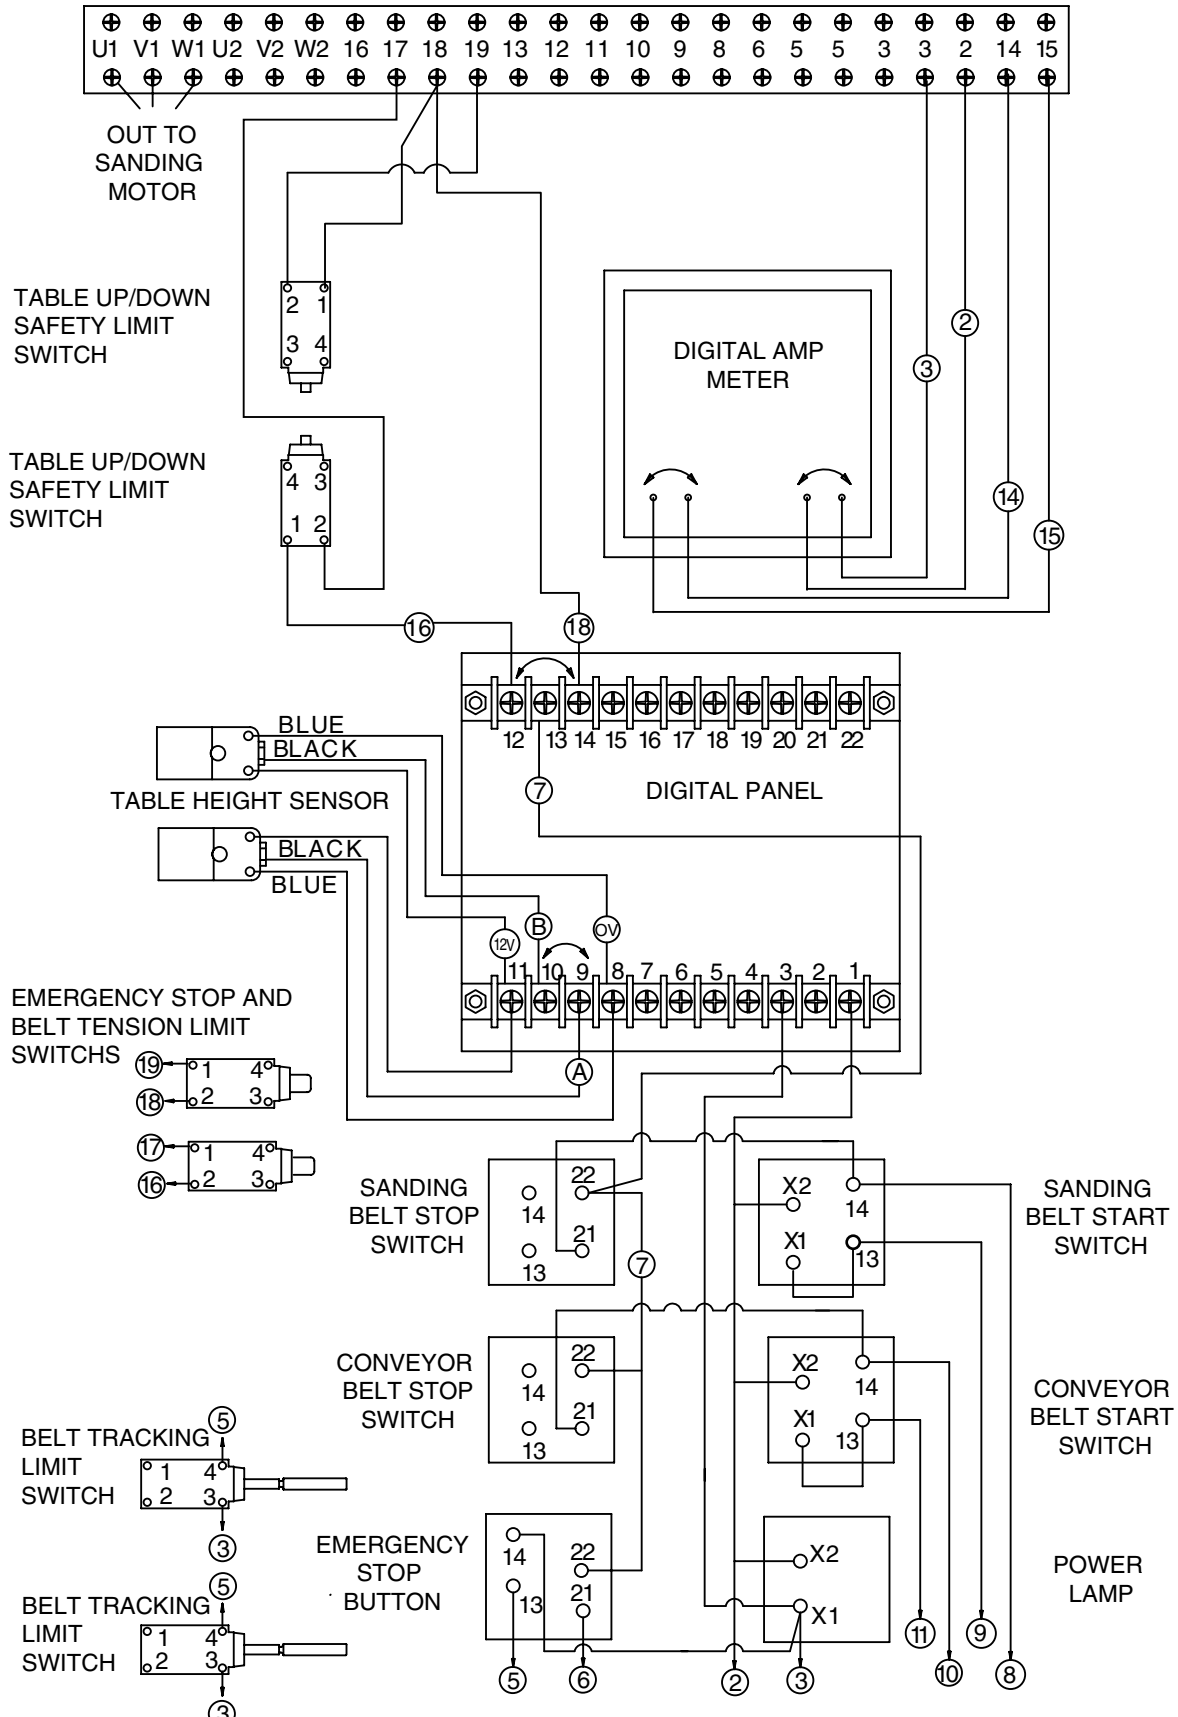 U1 V1 W1 U2 V2 W2 16 17 18 19 13 12 11 10 9 8 6 5 5 3 3 2 14 15
OUT TO
SANDING
MOTOR
TABLE UP/DOWN
SAFETY LIMIT
SWITCH
2 1
3 4
DIGITAL AMP
METER
2
3
14
15
TABLE UP/DOWN
SAFETY LIMIT
SWITCH
4 3
1 2
16
18
12 13 14 15 16 17 18 19 20 21 22
BLUE
BLACK
TABLE HEIGHT SENSOR
7
DIGITAL PANEL
BLACK
BLUE
12V
B
0V
11 10 9 8 7 6 5 4 3 2 1
A
EMERGENCY STOP AND
BELT TENSION LIMIT
SWITCHS
19 1 4
18 2 3
17 1 4
16 2 3
SANDING
BELT STOP
SWITCH
22
14
21
13
7
X2
14
X1
13
SANDING
BELT START
SWITCH
CONVEYOR
BELT STOP
SWITCH
22
14
21
13
X2
14
X1
13
CONVEYOR
BELT START
SWITCH
BELT TRACKING
LIMIT
SWITCH
5
1 4
2 3
3
EMERGENCY
STOP
BUTTON
14
22
13
21
X2
X1
POWER
LAMP
5
6
2
3
11
10
9
8
BELT TRACKING
LIMIT
SWITCH
5
1 4
2 3
3